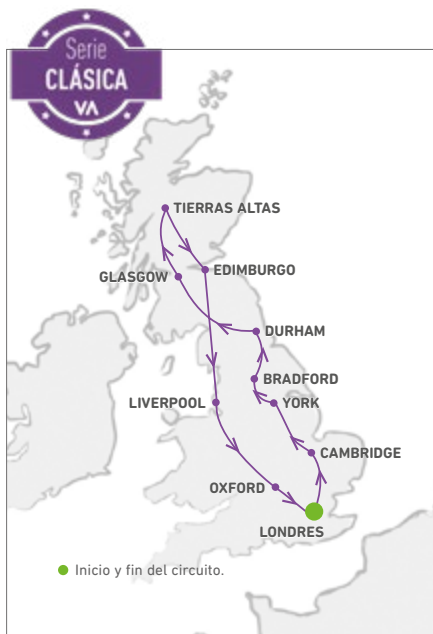 Serie
CLÁSICA
VA
TIERRAS ALTAS
EDIMBURGO
GLASGOW
DURHAM
BRADFORD
LIVERPOOL
YORK
CAMBRIDGE
OXFORD
LONDRES
Inicio y fin del circuito.